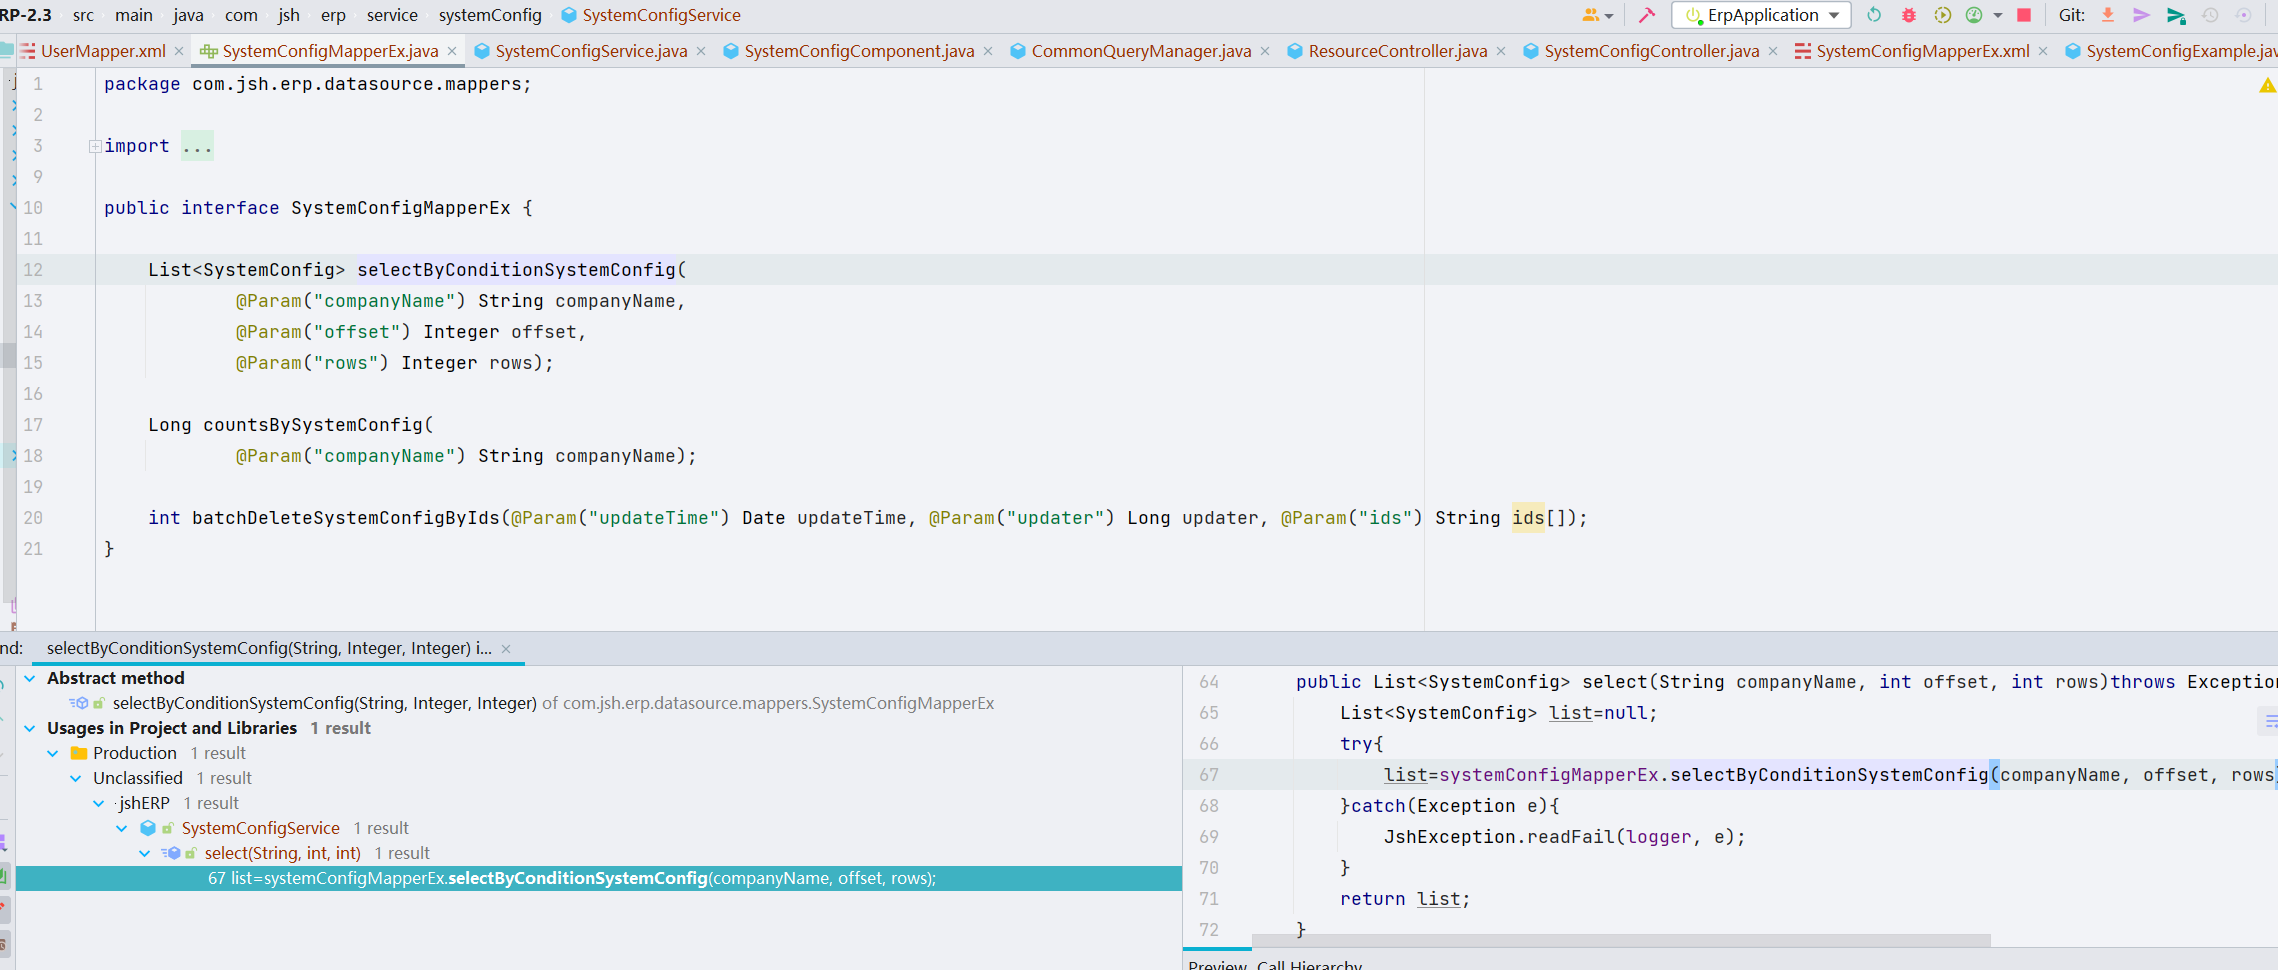 RP-2.3 src main java com jsh erp service systemConfig SystemConfigService ErpApplication Git:
UserMapper.xml SystemConfigMapperEx.java SystemConfigService.java SystemConfigComponent.java CommonQueryManager.java ResourceController.java SystemConfigController.java SystemConfigMapperEx.xml SystemConfigExample.jav
1 package com.jsh.erp.datasource.mappers;
2
3 import ...
9
10 public interface SystemConfigMapperEx {
11
12 List<SystemConfig> selectByConditionSystemConfig(
13 @Param("companyName") String companyName,
14 @Param("offset") Integer offset,
15 @Param("rows") Integer rows);
16
17 Long countsBySystemConfig(
18 @Param("companyName") String companyName);
19
20 int batchDeleteSystemConfigByIds(@Param("updateTime") Date updateTime, @Param("updater") Long updater, @Param("ids") String ids[]);
21 }
nd: selectByConditionSystemConfig(String, Integer, Integer) i...
Abstract method
selectByConditionSystemConfig(String, Integer, Integer) of com.jsh.erp.datasource.mappers.SystemConfigMapperEx
Usages in Project and Libraries 1 result
Production 1 result
Unclassified 1 result
jshERP 1 result
SystemConfigService 1 result
select(String, int, int) 1 result
67 list=systemConfigMapperEx.selectByConditionSystemConfig(companyName, offset, rows);
64 public List<SystemConfig> select(String companyName, int offset, int rows)throws Exception
65 List<SystemConfig> list=null;
66 try{
67 list=systemConfigMapperEx.selectByConditionSystemConfig(companyName, offset, rows)
68 }catch(Exception e){
69 JshException.readFail(logger, e);
70 }
71 return list;
72 }
Preview Call Hierarchy